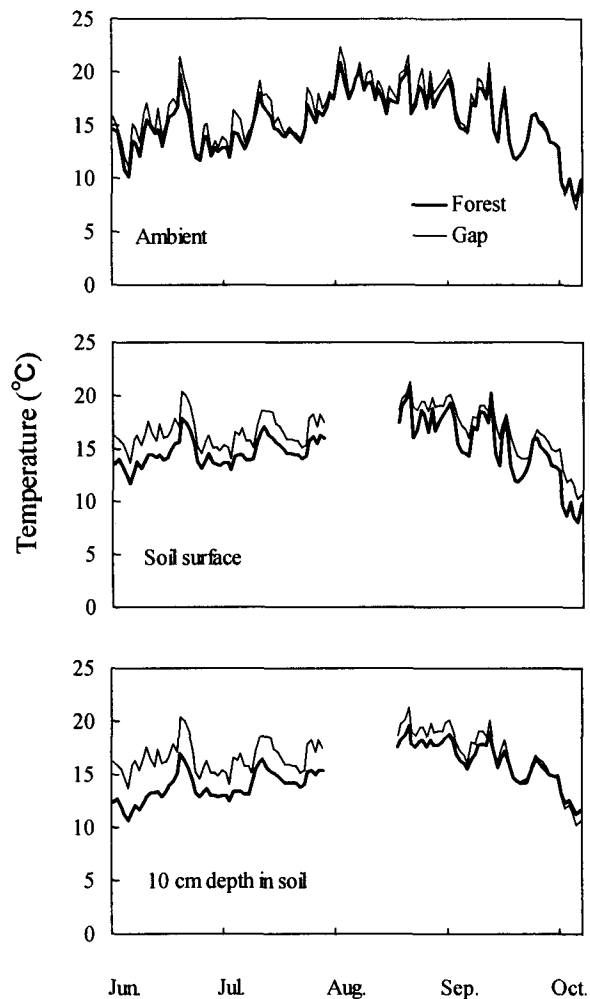 25
20
15
10
5
0
Ambient
Forest
Gap
Temperature (°C)
25
20
15
10
5
0
Soil surface
25
20
15
10
5
0
10 cm depth in soil
Jun. Jul. Aug. Sep. Oct.